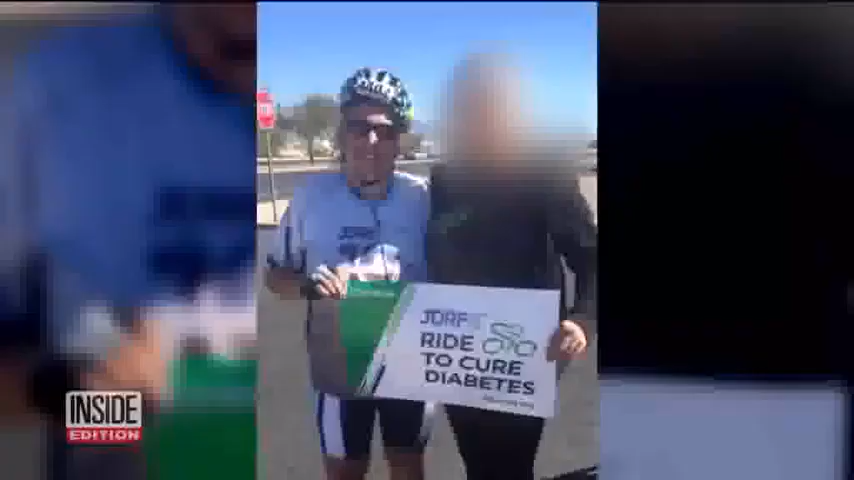 JDRF
RIDE
TO CURE
DIABETES
INSIDE
EDITION